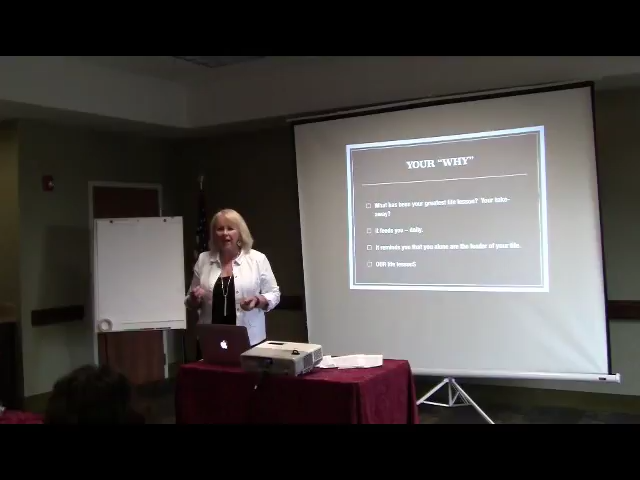 YOUR "WHY"
What has been your greatest life lesson? Your take-
away?
It feeds you – daily.
It reminds you that you alone are the leader of your life.
OUR life lesson!!